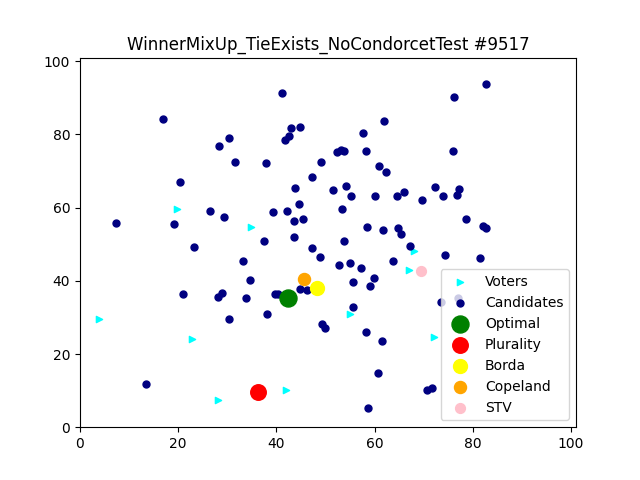 WinnerMixUp_TieExists_NoCondorcetTest #9517
100
80
60
40
20
0
0 20 40 60 80 100
Voters
Candidates
Optimal
Plurality
Borda
Copeland
STV